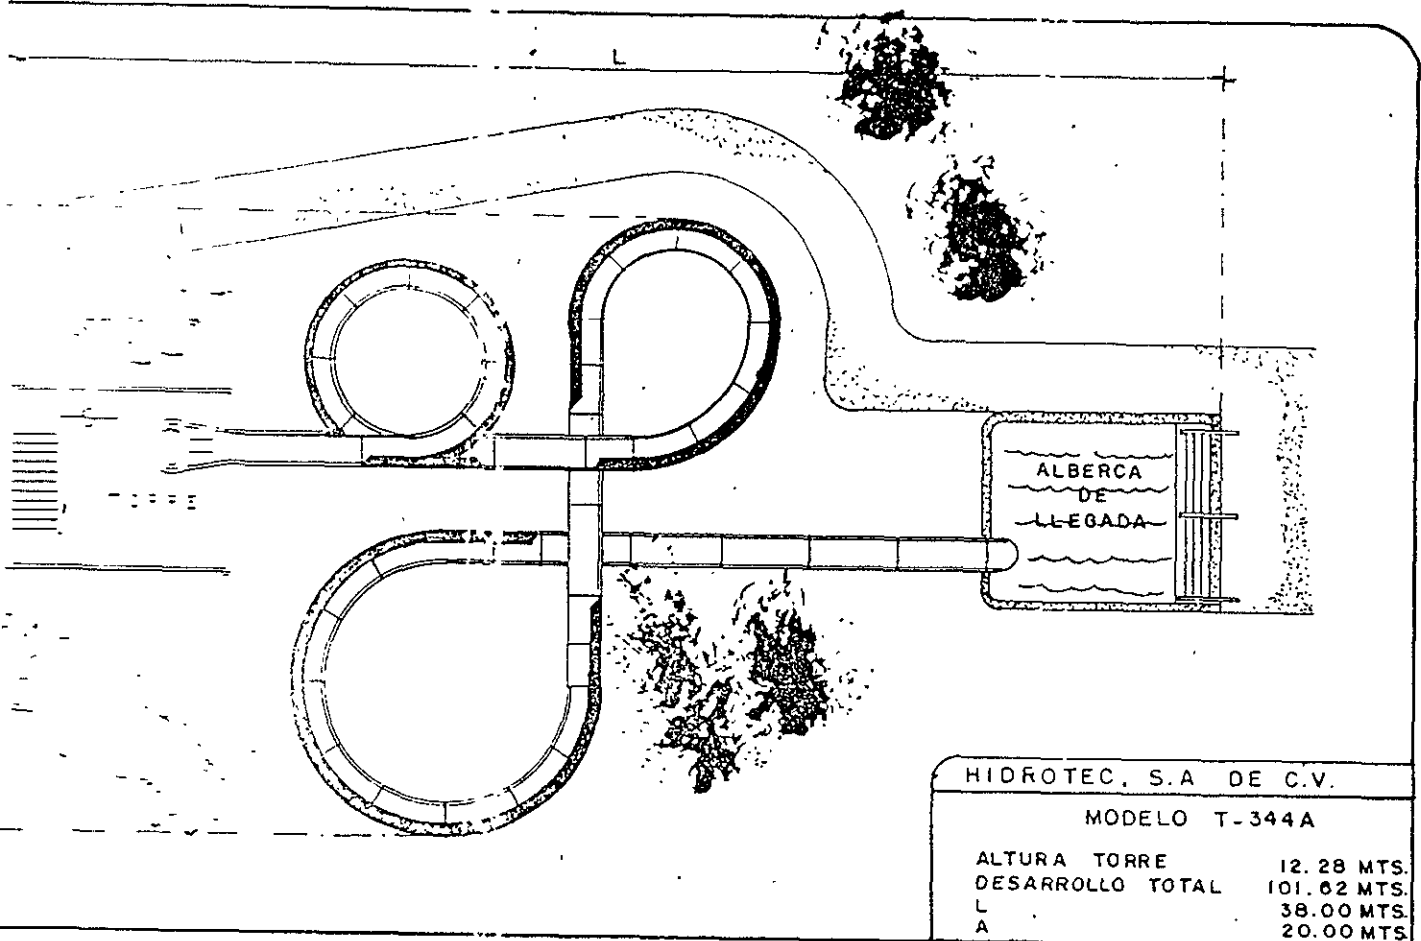 L
ALBERCA
DE
LLEGADA
HIDROTEC, S.A DE C.V.
MODELO T-344A
ALTURA TORRE 12.28 MTS.
DESARROLLO TOTAL 101.62 MTS.
L 38.00 MTS.
A 20.00 MTS